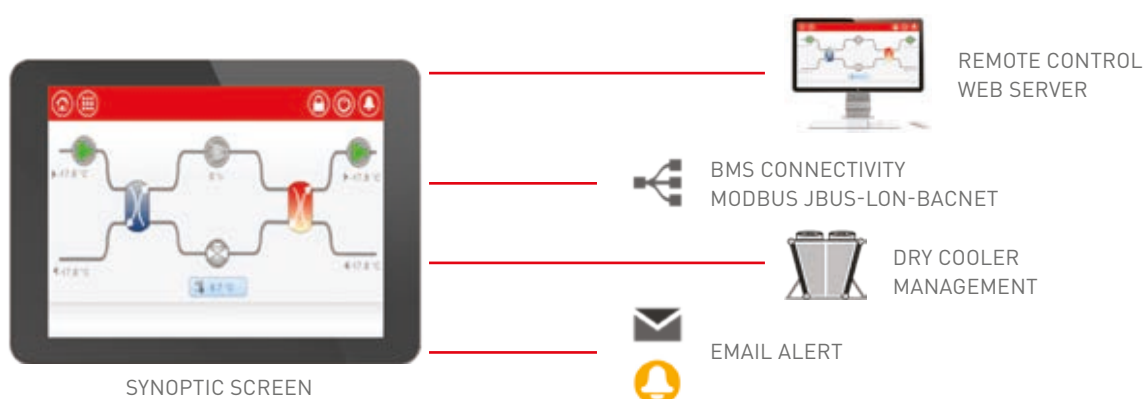 REMOTE CONTROL
WEB SERVER
BMS CONNECTIVITY
MODBUS JBUS-LON-BACNET
DRY COOLER
MANAGEMENT
EMAIL ALERT
SYNOPTIC SCREEN